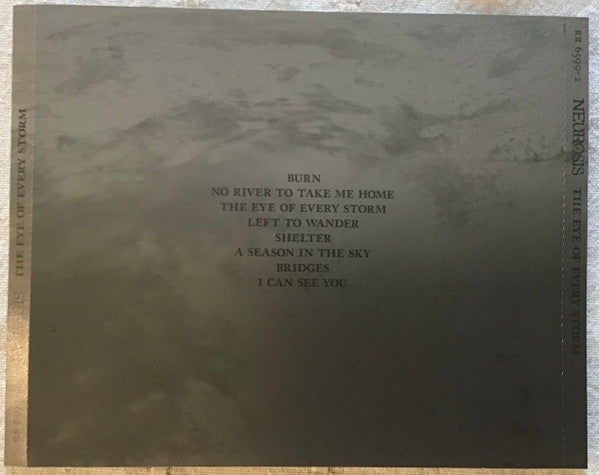 BURN
NO RIVER TO TAKE ME HOME
THE EYE OF EVERY STORM
LEFT TO WANDER
SHELTER
A SEASON IN THE SKY
BRIDGES
I CAN SEE YOU
THE EYE OF EVERY STORM
RR 6599-2 NEUROSIS THE EYE OF EVERY STORM